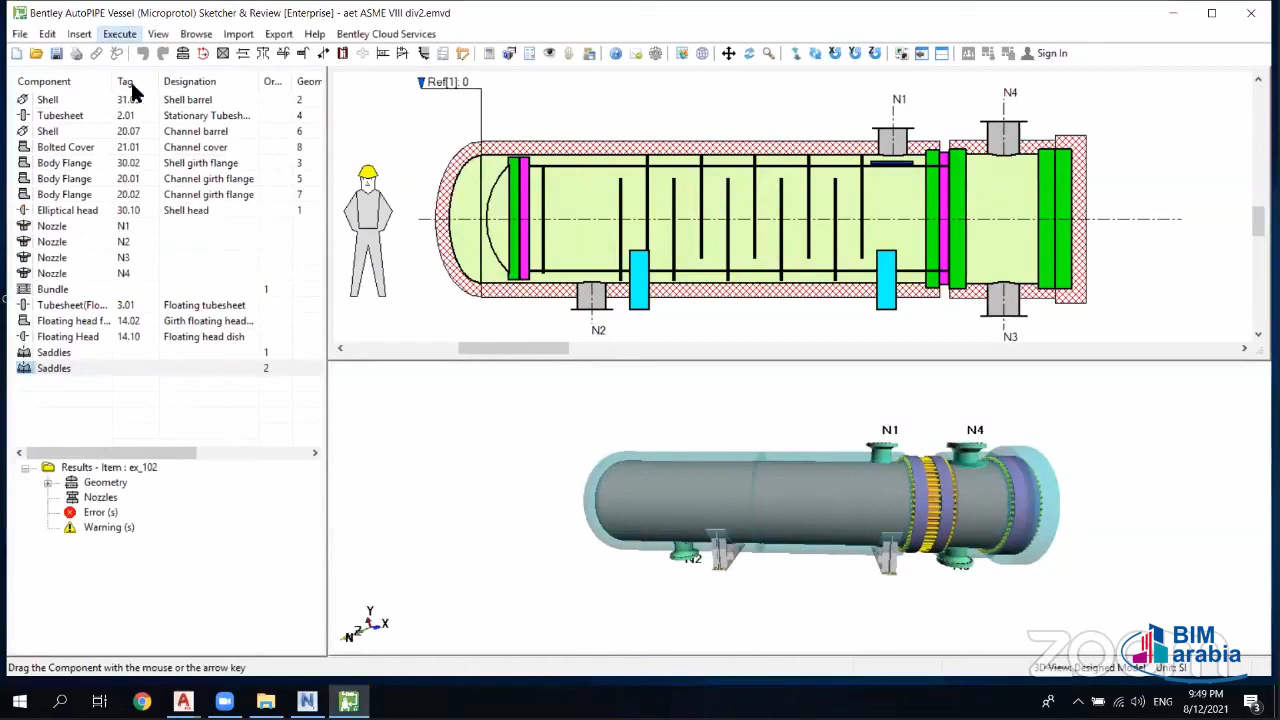 Bentley AutoPIPE Vessel (Microprotol) Sketcher & Review [Enterprise] - aet ASME VIII div2.emvd
File Edit Insert Execute View Browse Import Export Help Bentley Cloud Services
Sign In
Component Tag Designation Or... Geom
Shell 31.0 Shell barrel 2
Tubesheet 2.01 Stationary Tubesh... 4
Shell 20.07 Channel barrel 6
Bolted Cover 21.01 Channel cover 8
Body Flange 30.02 Shell girth flange 3
Body Flange 20.01 Channel girth flange 5
Body Flange 20.02 Channel girth flange 7
Elliptical head 30.10 Shell head 1
Nozzle N1
Nozzle N2
Nozzle N3
Nozzle N4
Bundle 1
Tubesheet(Flo... 3.01 Floating tubesheet
Floating head f... 14.02 Girth floating head...
Floating Head 14.10 Floating head dish
Saddles 1
Saddles 2
Results - Item : ex_102
Geometry
Nozzles
Error (s)
Warning (s)
Ref[1]: 0
N1
N4
N2
N3
N1
N4
N2
Y
X
Z
N
Drag the Component with the mouse or the arrow key
3D View: Designed Model
Unit: SI
zoom
BIM
arabia
ENG
9:49 PM
8/12/2021
3